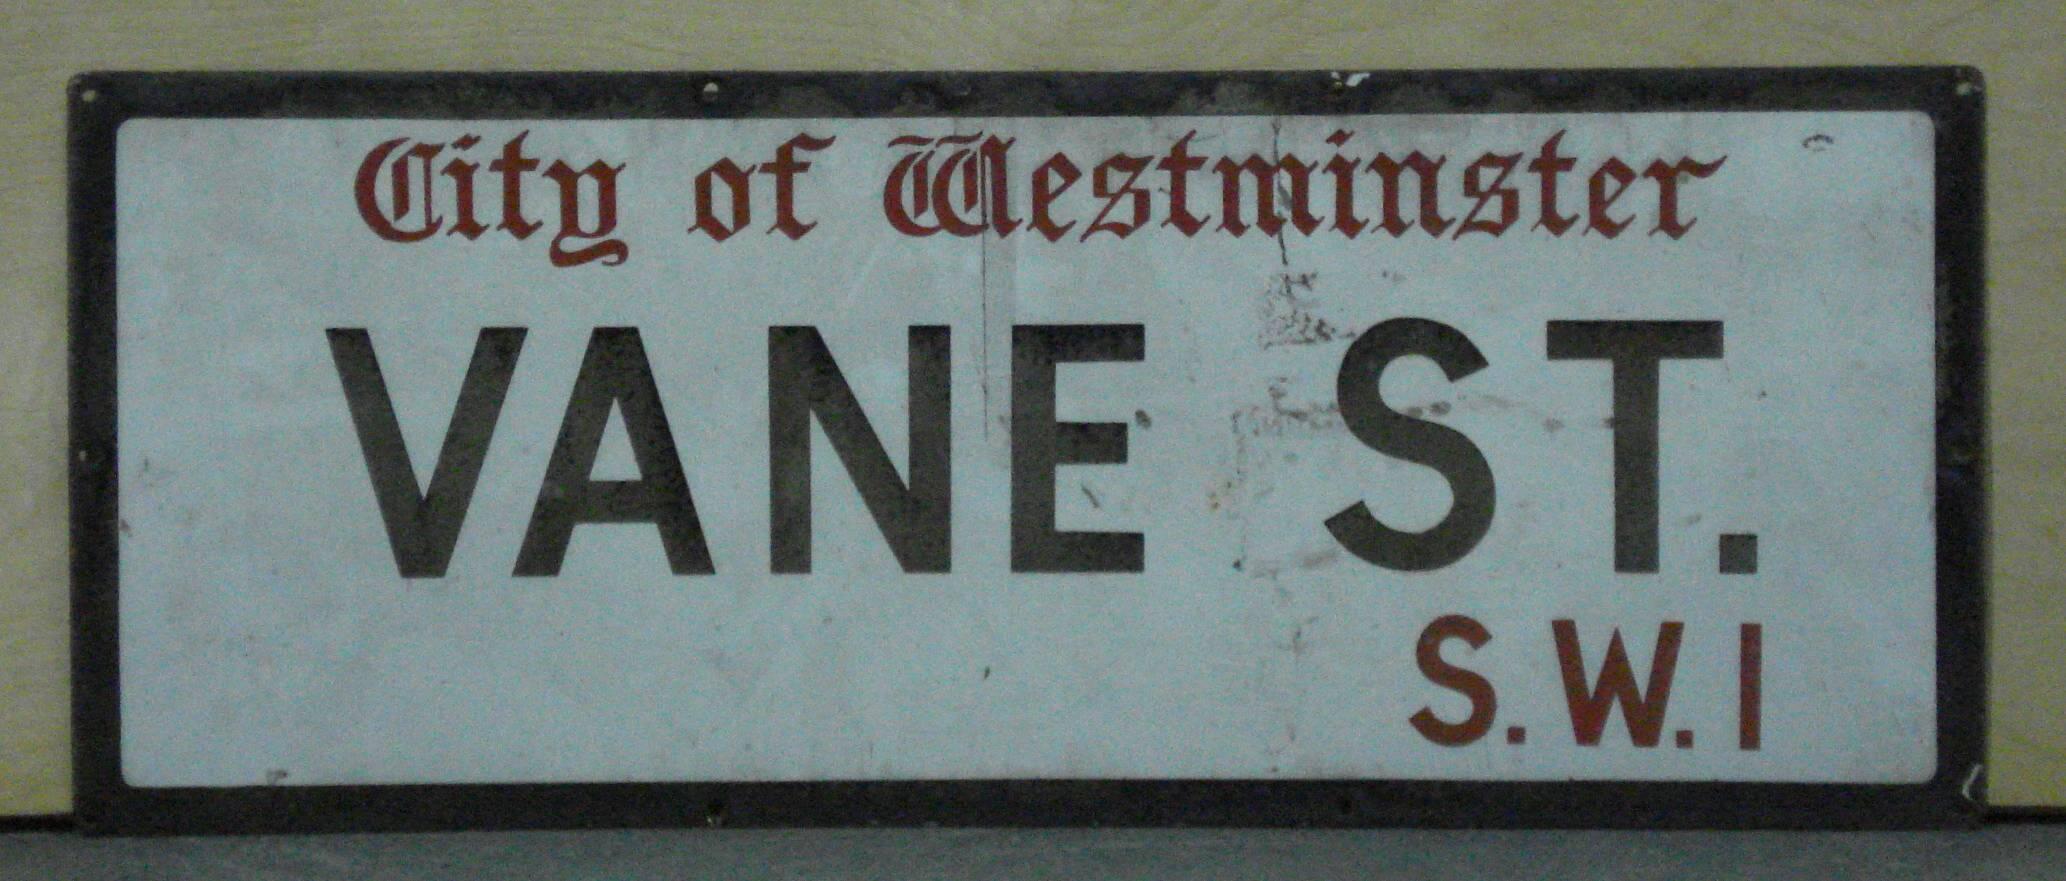 City of Westminster
VANE ST.
S.W.1